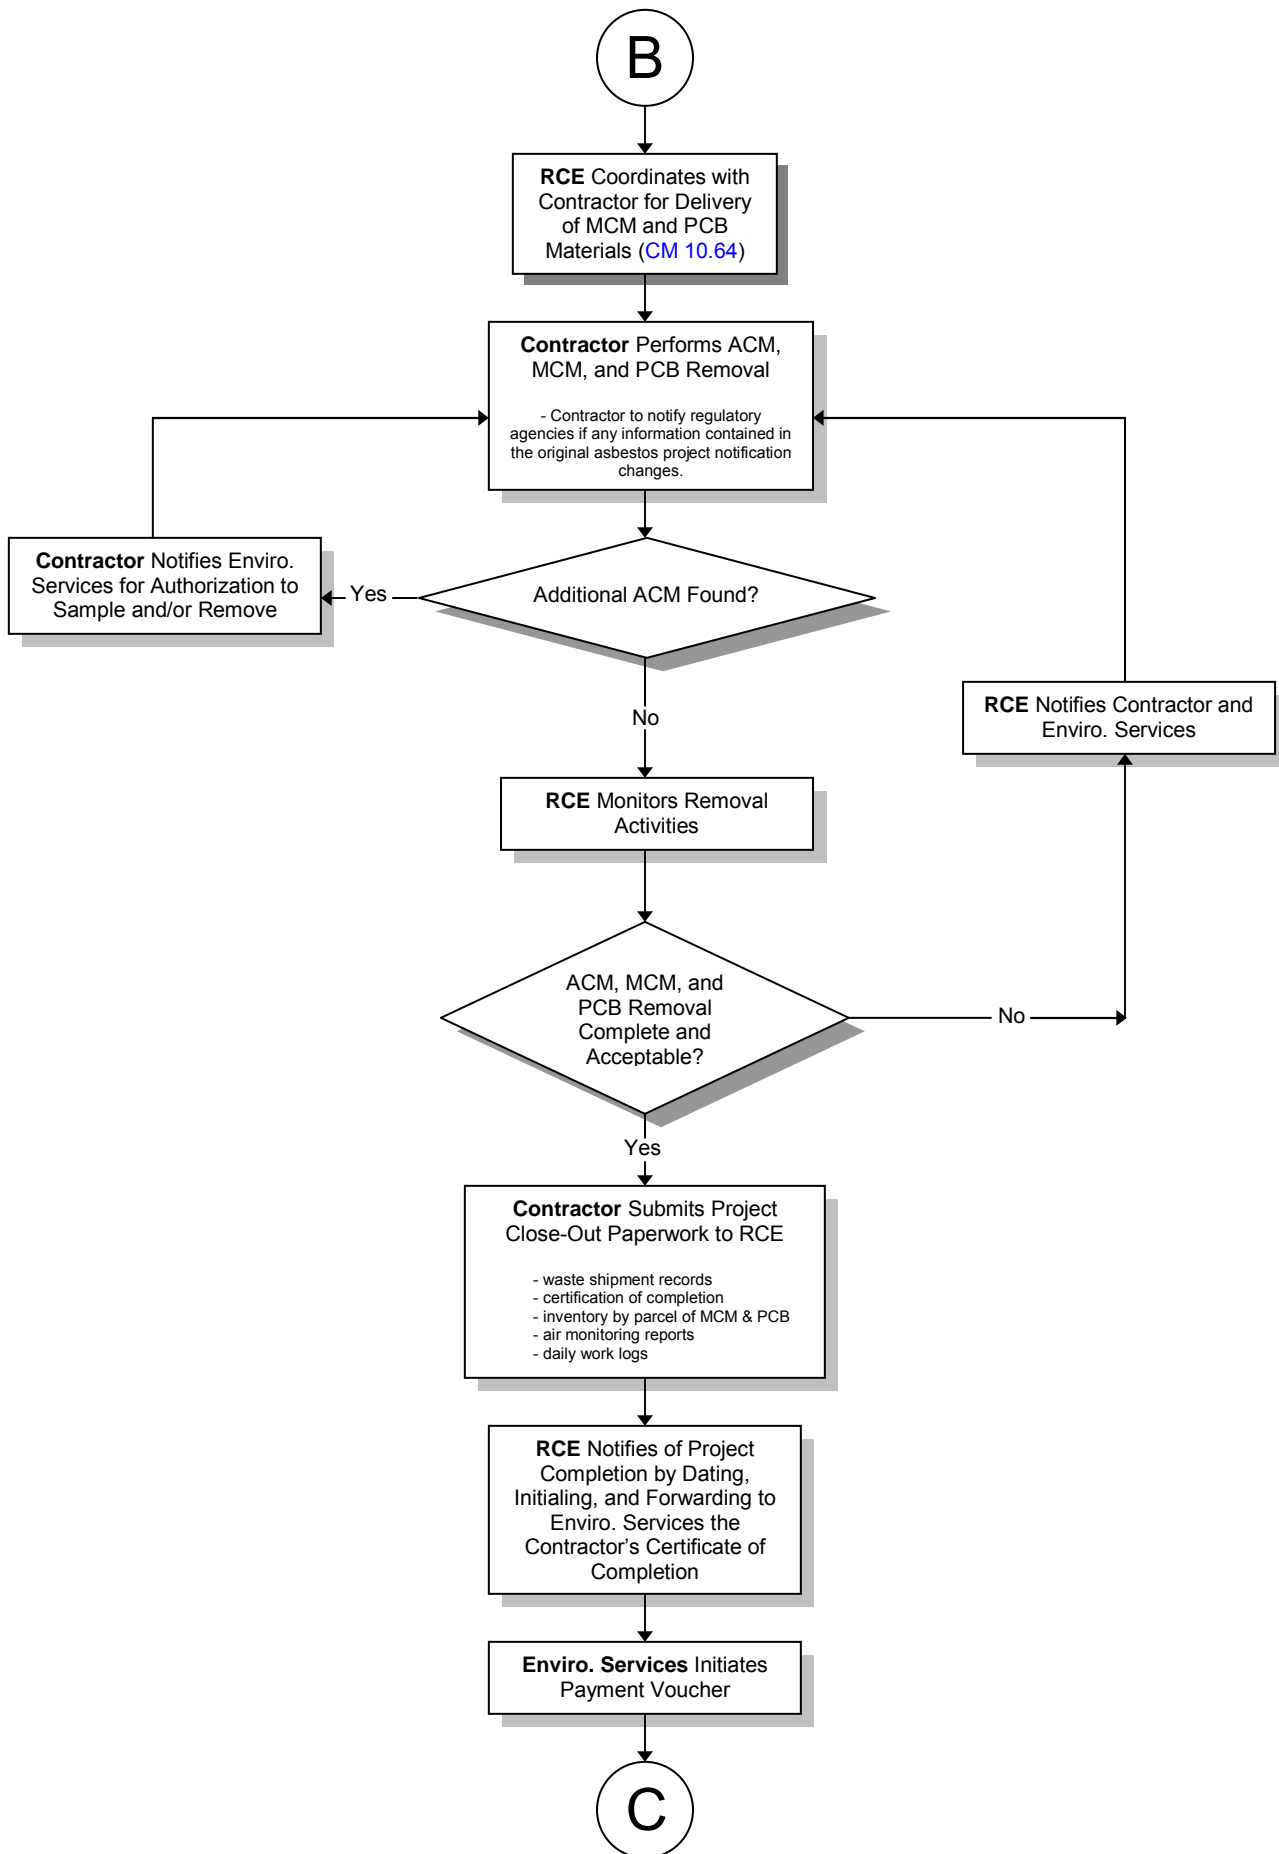 B
RCE Coordinates with
Contractor for Delivery
of MCM and PCB
Materials (CM 10.64)
Contractor Performs ACM,
MCM, and PCB Removal
- Contractor to notify regulatory
agencies if any information contained in
the original asbestos project notification
changes.
Contractor Notifies Enviro.
Services for Authorization to
Sample and/or Remove
Yes
Additional ACM Found?
No
RCE Notifies Contractor and
Enviro. Services
RCE Monitors Removal
Activities
ACM, MCM, and
PCB Removal
Complete and
Acceptable?
No
Yes
Contractor Submits Project
Close-Out Paperwork to RCE
- waste shipment records
- certification of completion
- inventory by parcel of MCM & PCB
- air monitoring reports
- daily work logs
RCE Notifies of Project
Completion by Dating,
Initialing, and Forwarding to
Enviro. Services the
Contractor’s Certificate of
Completion
Enviro. Services Initiates
Payment Voucher
C